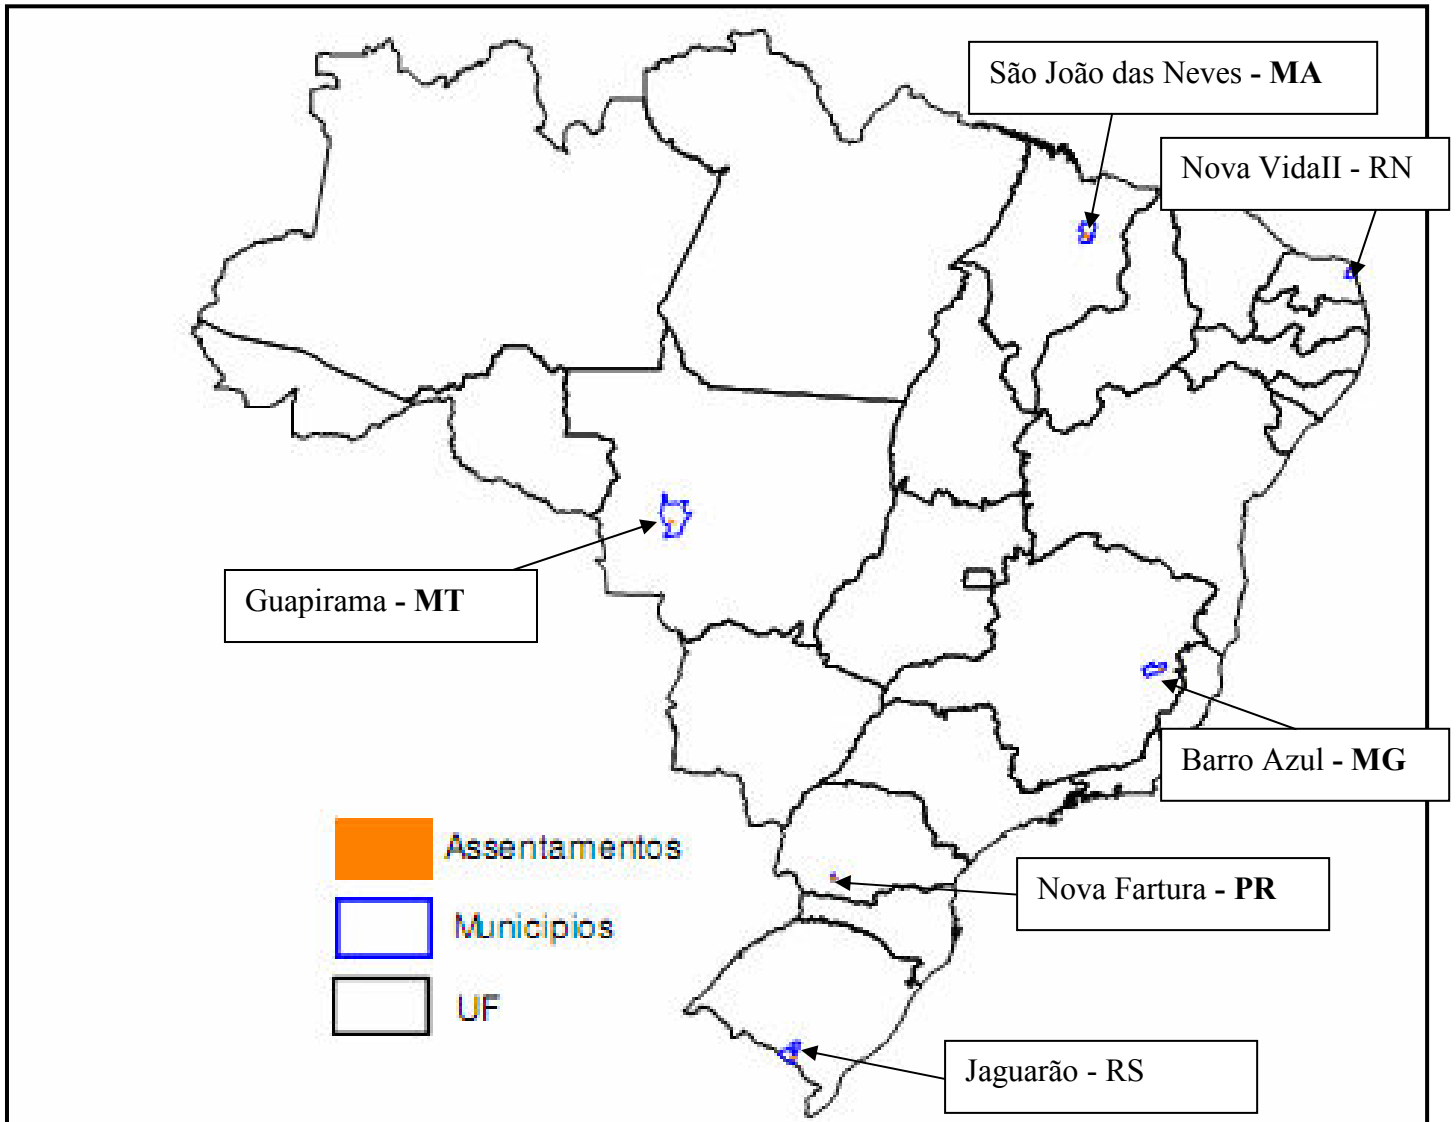 São João das Neves - MA
Nova VidaII - RN
Guapirama - MT
Barro Azul - MG
Assentamentos
Municipios
UF
Nova Fartura - PR
Jaguarão - RS